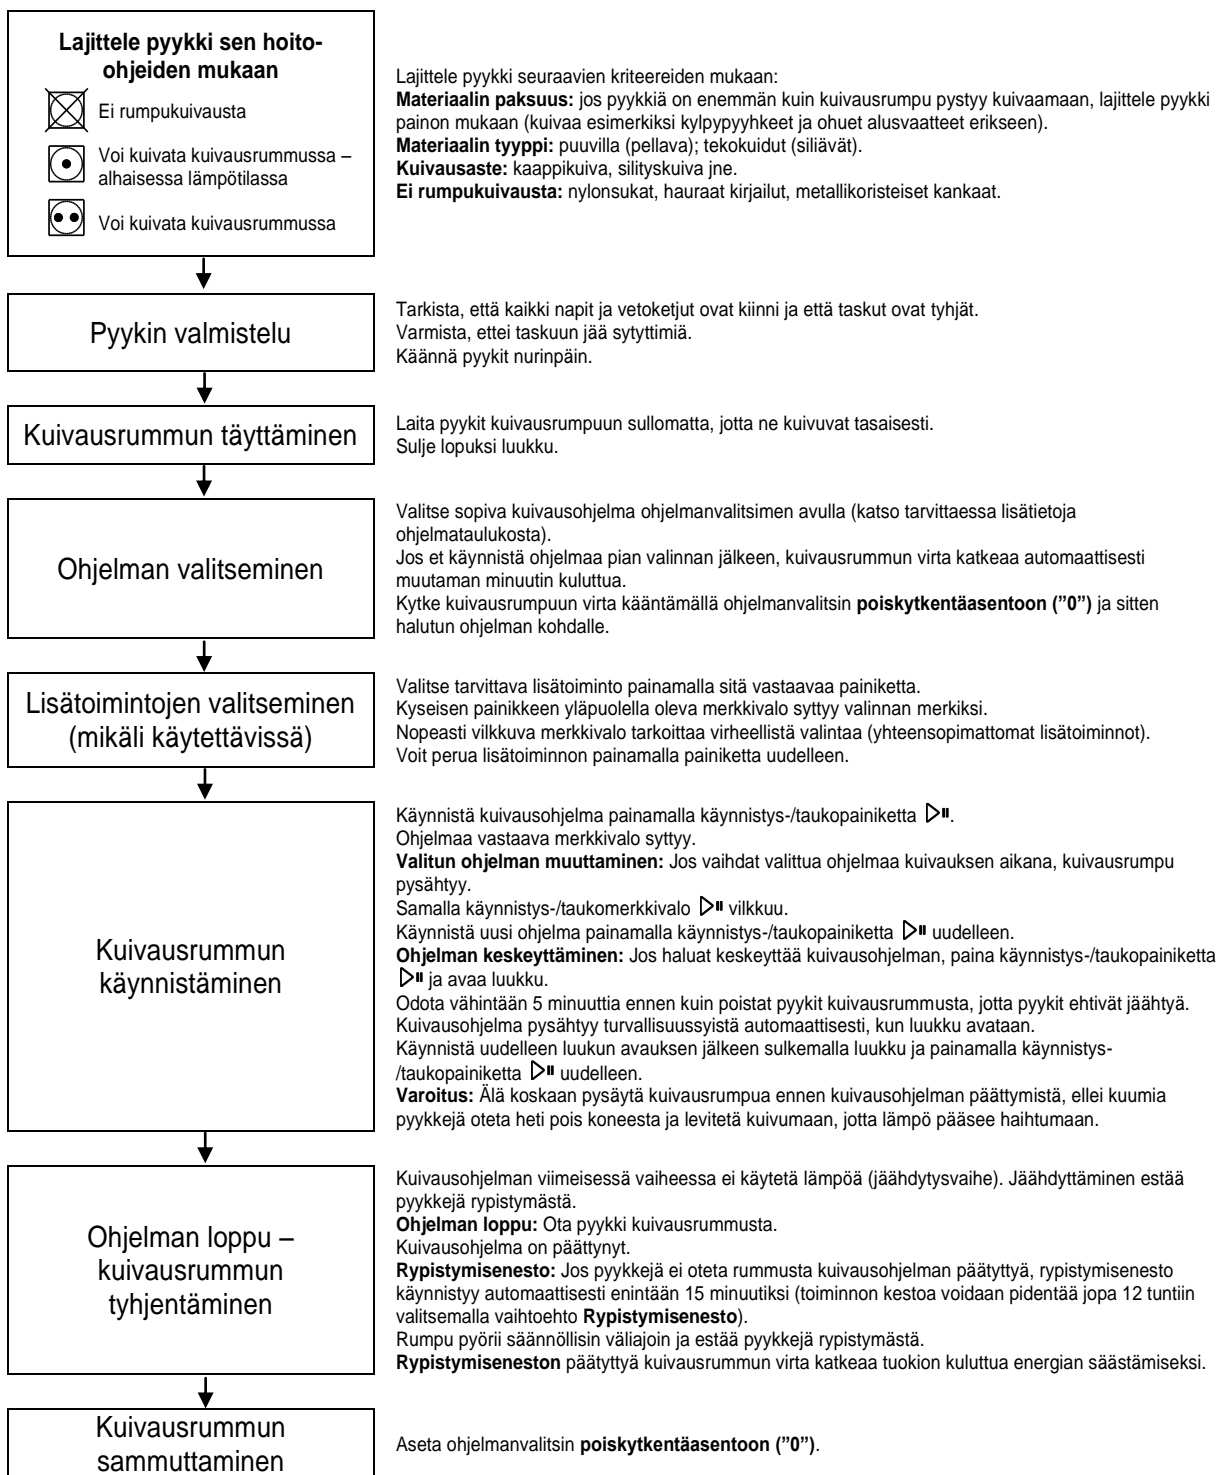 Lajittele pyykki sen hoito-
ohjeiden mukaan
Ei rumpukuivausta
Voi kuivata kuivausrummussa –
alhaisessa lämpötilassa
Voi kuivata kuivausrummussa
Lajittele pyykki seuraavien kriteereiden mukaan:
Materiaalin paksuus: jos pyykkiä on enemmän kuin kuivausrumpu pystyy kuivaamaan, lajittele pyykki
painon mukaan (kuivaa esimerkiksi kylpypyyhkeet ja ohuet alusvaatteet erikseen).
Materiaalin tyyppi: puuvilla (pellava); tekokuidut (siliävät).
Kuivausaste: kaappikuiva, silityskuiva jne.
Ei rumpukuivausta: nylonsukat, hauraat kirjailut, metallikoristeiset kankaat.
Pyykin valmistelu
Tarkista, että kaikki napit ja vetoketjut ovat kiinni ja että taskut ovat tyhjät.
Varmista, ettei taskuun jää sytyttimiä.
Käännä pyykit nurinpäin.
Kuivausrummun täyttäminen
Laita pyykit kuivausrumpuun sullomatta, jotta ne kuivuvat tasaisesti.
Sulje lopuksi luukku.
Ohjelman valitseminen
Valitse sopiva kuivausohjelma ohjelmanvalitsimen avulla (katso tarvittaessa lisätietoja
ohjelmataulukosta).
Jos et käynnistä ohjelmaa pian valinnan jälkeen, kuivausrummun virta katkeaa automaattisesti
muutaman minuutin kuluttua.
Kytke kuivausrumpuun virta kääntämällä ohjelmanvalitsin poiskytkentäasentoon (”0”) ja sitten
halutun ohjelman kohdalle.
Lisätoimintojen valitseminen
(mikäli käytettävissä)
Valitse tarvittava lisätoiminto painamalla sitä vastaavaa painiketta.
Kyseisen painikkeen yläpuolella oleva merkkivalo syttyy valinnan merkiksi.
Nopeasti vilkkuva merkkivalo tarkoittaa virheellistä valintaa (yhteensopimattomat lisätoiminnot).
Voit perua lisätoiminnon painamalla painiketta uudelleen.
Kuivausrummun
käynnistäminen
Käynnistä kuivausohjelma painamalla käynnistys-/taukopainiketta.
Ohjelmaa vastaava merkkivalo syttyy.
Valitun ohjelman muuttaminen: Jos vaihdat valittua ohjelmaa kuivauksen aikana, kuivausrumpu
pysähtyy.
Samalla käynnistys-/taukomerkkivalo vilkkuu.
Käynnistä uusi ohjelma painamalla käynnistys-/taukopainiketta uudelleen.
Ohjelman keskeyttäminen: Jos haluat keskeyttää kuivausohjelman, paina käynnistys-/taukopainiketta
ja avaa luukku.
Odota vähintään 5 minuuttia ennen kuin poistat pyykit kuivausrummusta, jotta pyykit ehtivät jäähtyä.
Kuivausohjelma pysähtyy turvallisuussyistä automaattisesti, kun luukku avataan.
Käynnistä uudelleen luukun avauksen jälkeen sulkemalla luukku ja painamalla käynnistys-
/taukopainiketta uudelleen.
Varoitus: Älä koskaan pysäytä kuivausrumpua ennen kuivausohjelman päättymistä, ellei kuumia
pyykkejä oteta heti pois koneesta ja levitetä kuivumaan, jotta lämpö pääsee haihtumaan.
Ohjelman loppu –
kuivausrummun
tyhjentäminen
Kuivausohjelman viimeisessä vaiheessa ei käytetä lämpöä (jäähdytysvaihe). Jäähdyttäminen estää
pyykkejä rypistymästä.
Ohjelman loppu: Ota pyykki kuivausrummusta.
Kuivausohjelma on päättynyt.
Rypistymisenesto: Jos pyykkejä ei oteta rummusta kuivausohjelman päätyttyä, rypistymisenesto
käynnistyy automaattisesti enintään 15 minuutiksi (toiminnon kestoa voidaan pidentää jopa 12 tuntiin
valitsemalla vaihtoehto Rypistymisenesto).
Rumpu pyörii säännöllisin väliajoin ja estää pyykkejä rypistymästä.
Rypistymiseneston päätyttyä kuivausrummun virta katkeaa tuokion kuluttua energian säästämiseksi.
Kuivausrummun
sammuttaminen
Aseta ohjelmanvalitsin poiskytkentäasentoon (”0”).